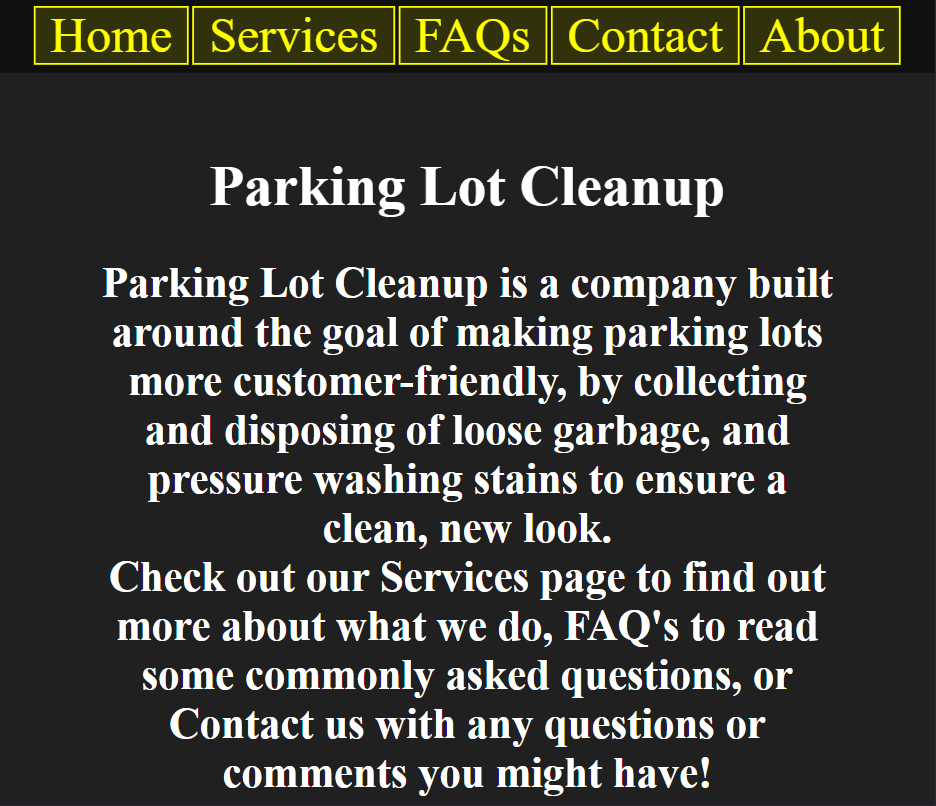 Home Services FAQs Contact About
Parking Lot Cleanup
Parking Lot Cleanup is a company built
around the goal of making parking lots
more customer-friendly, by collecting
and disposing of loose garbage, and
pressure washing stains to ensure a
clean, new look.
Check out our Services page to find out
more about what we do, FAQ's to read
some commonly asked questions, or
Contact us with any questions or
comments you might have!